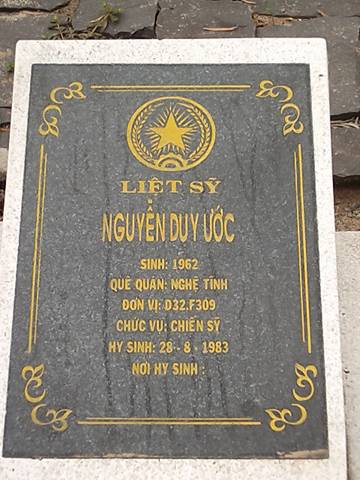 LIỆT SỸ
NGUYỄN DUY ƯỚC
SINH: 1962
QUÊ QUÁN: NGHỆ TĨNH
ĐƠN VỊ: D32.F309
CHỨC VỤ: CHIẾN SỸ
HY SINH: 28 - 8 - 1983
NƠI HY SINH :